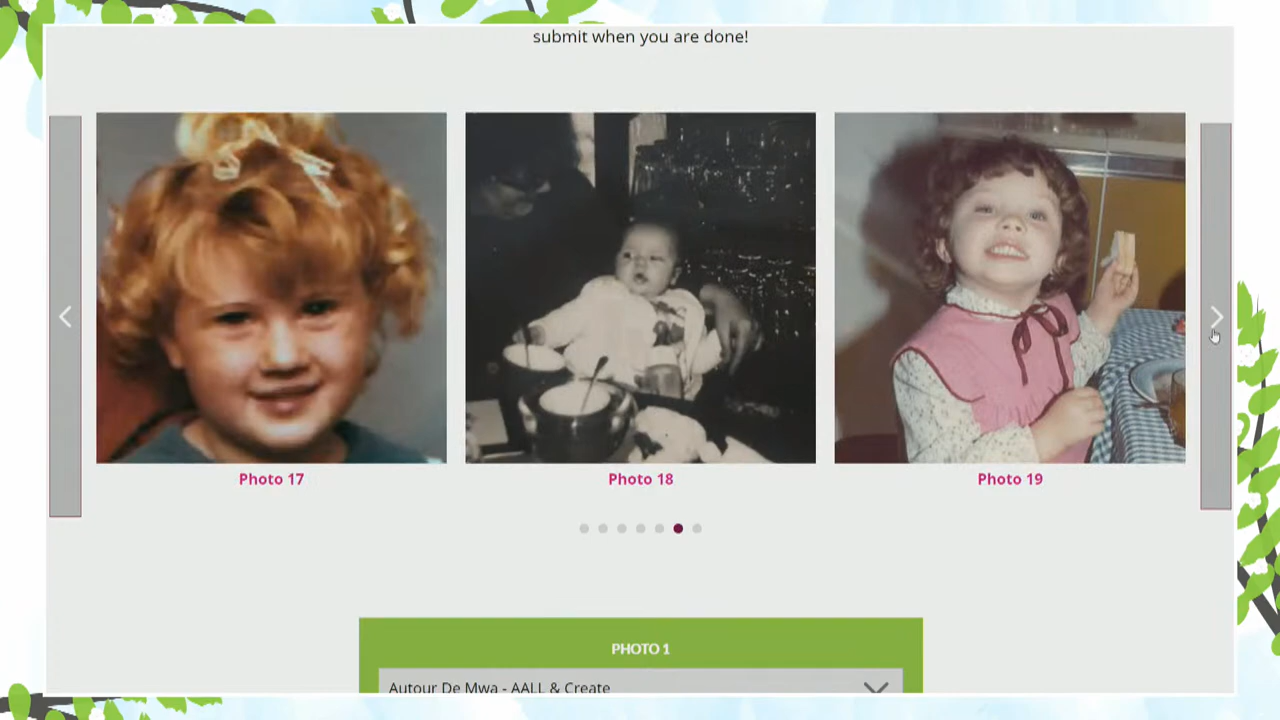 submit when you are done!
Photo 17
Photo 18
Photo 19
PHOTO 1
Autour De Mwa - AALL & Create